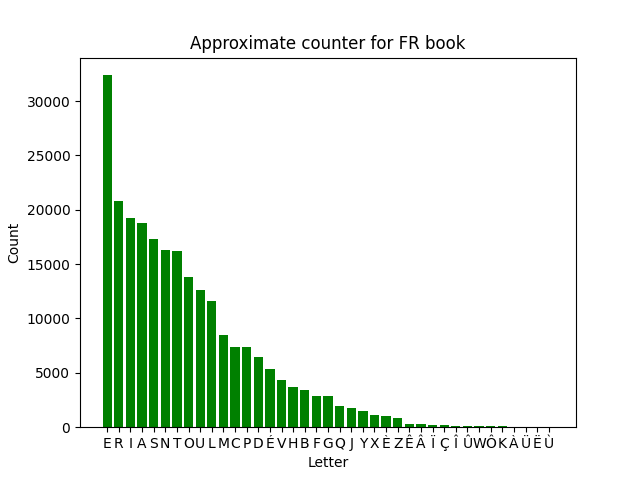 Approximate counter for FR book
30000
25000
20000
15000
10000
5000
0
Count
E R I A S N T O U L M C P D É V H B F G Q J Y X È Z Ê Â Ï Ç Î Û W Ô K À Ü Ë Ù
Letter